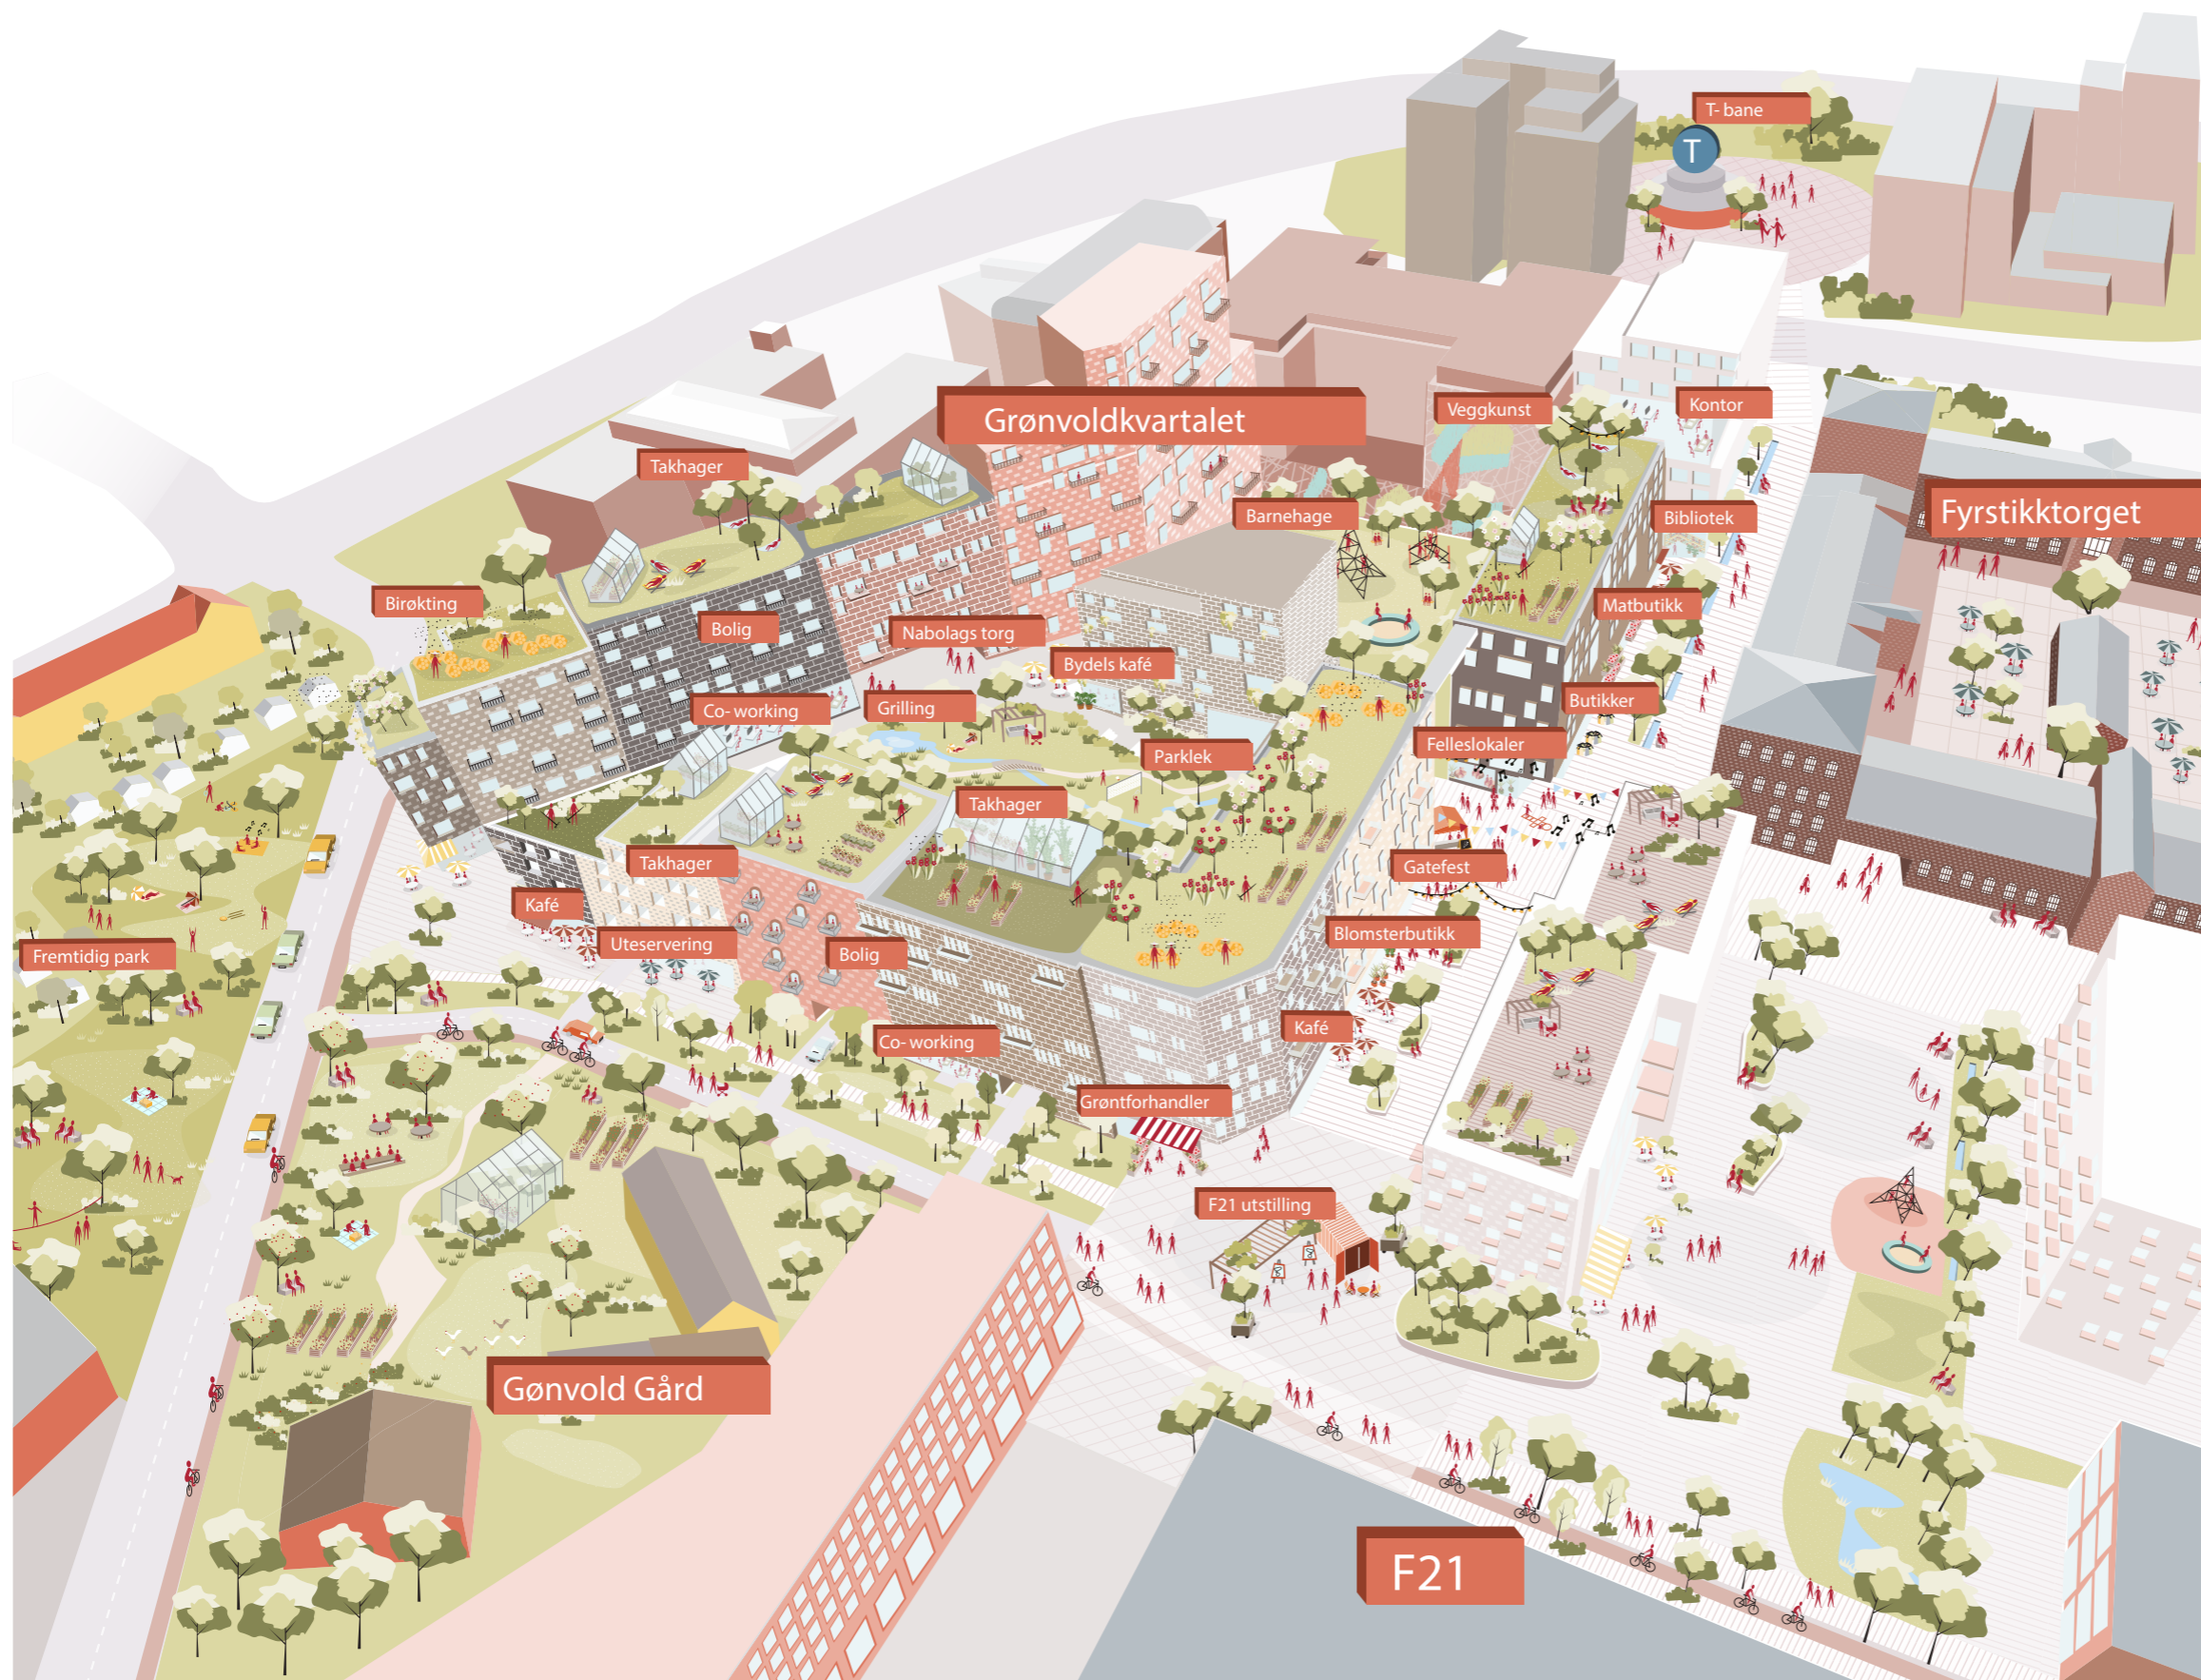 T- bane
T
Grønvoldkvartalet
Veggkunst
Kontor
Takhager
Barnehage
Bibliotek
Fyrstikktorget
Birøkting
Bolig
Nabolags torg
Matbutikk
Bydels kafé
Co- working
Grilling
Butikker
Felleslokaler
Parklek
Takhager
Takhager
Gatefest
Kafé
Uteservering
Bolig
Blomsterbutikk
Fremtidig park
Co- working
Kafé
Grøntforhandler
F21 utstilling
Gønvold Gård
F21